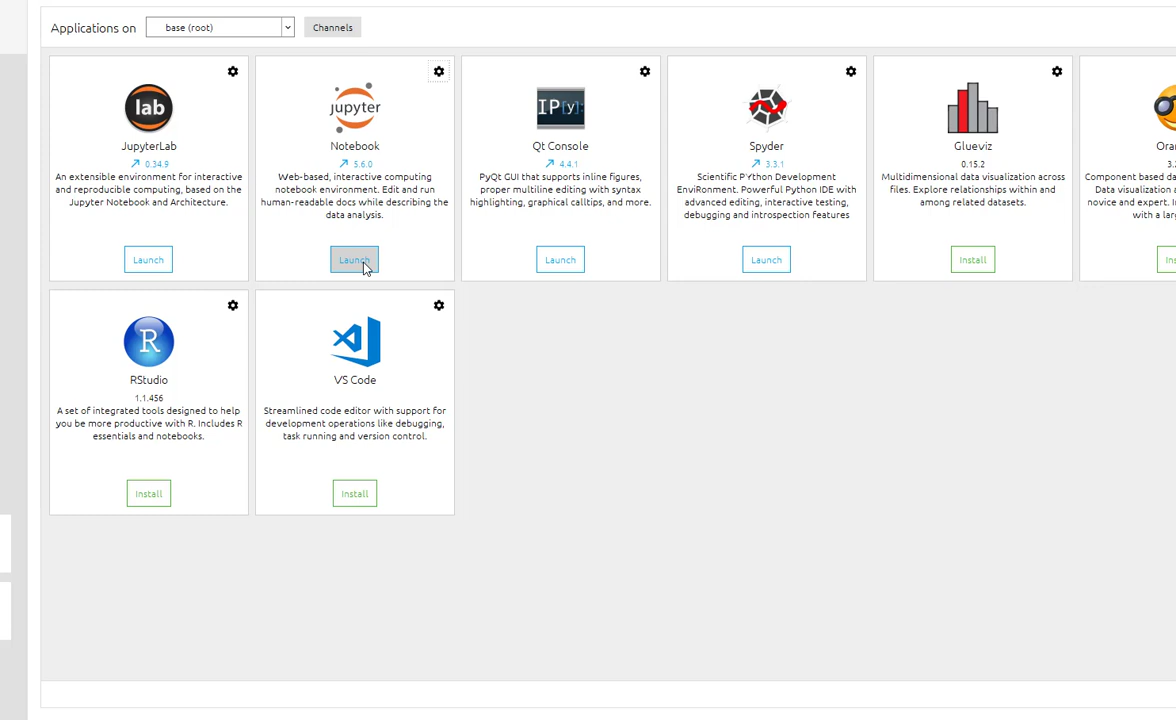 Applications on
base (root)
Channels
lab
JupyterLab
0.34.9
An extensible environment for interactive
and reproducible computing, based on the
Jupyter Notebook and Architecture.
Launch
jupyter
Notebook
5.6.0
Web-based, interactive computing
notebook environment. Edit and run
human-readable docs while describing the
data analysis.
Launch
IP[y]:
Qt Console
4.4.1
PyQt GUI that supports inline figures,
proper multiline editing with syntax
highlighting, graphical calltips, and more.
Launch
Spyder
3.3.1
Scientific PYthon Development
EnviRonment. Powerful Python IDE with
advanced editing, interactive testing,
debugging and introspection features
Launch
Glueviz
0.15.2
Multidimensional data visualization across
files. Explore relationships within and
among related datasets.
Install
Ora
3.
Component based d
Data visualization a
novice and expert. I
with a larg
Ins
R
RStudio
1.1.456
A set of integrated tools designed to help
you be more productive with R. Includes R
essentials and notebooks.
Install
VS Code
Streamlined code editor with support for
development operations like debugging,
task running and version control.
Install